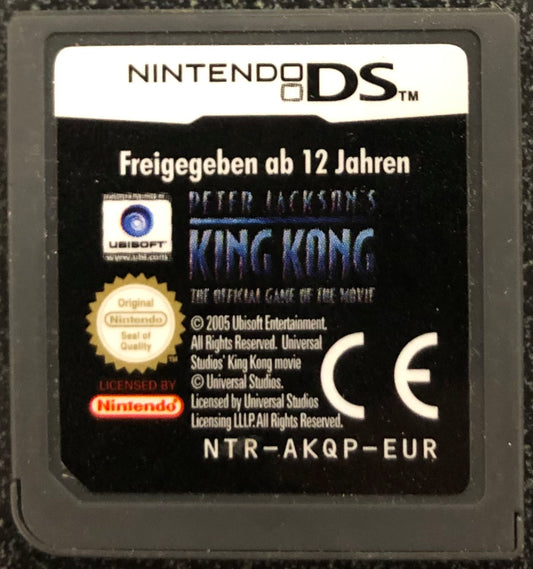 NINTENDO DS™
Freigegeben ab 12 Jahren
UBISOFT
www.ubi.com
PETER JACKSON'S
KING KONG
THE OFFICIAL GAME OF THE MOVIE
Original
Nintendo
Seal of
Quality
TM
LICENSED BY
Nintendo
© 2005 Ubisoft Entertainment.
All Rights Reserved. Universal
Studios' King Kong movie
© Universal Studios.
Licensed by Universal Studios
Licensing LLLP. All Rights Reserved.
CE
NTR-AKQP-EUR